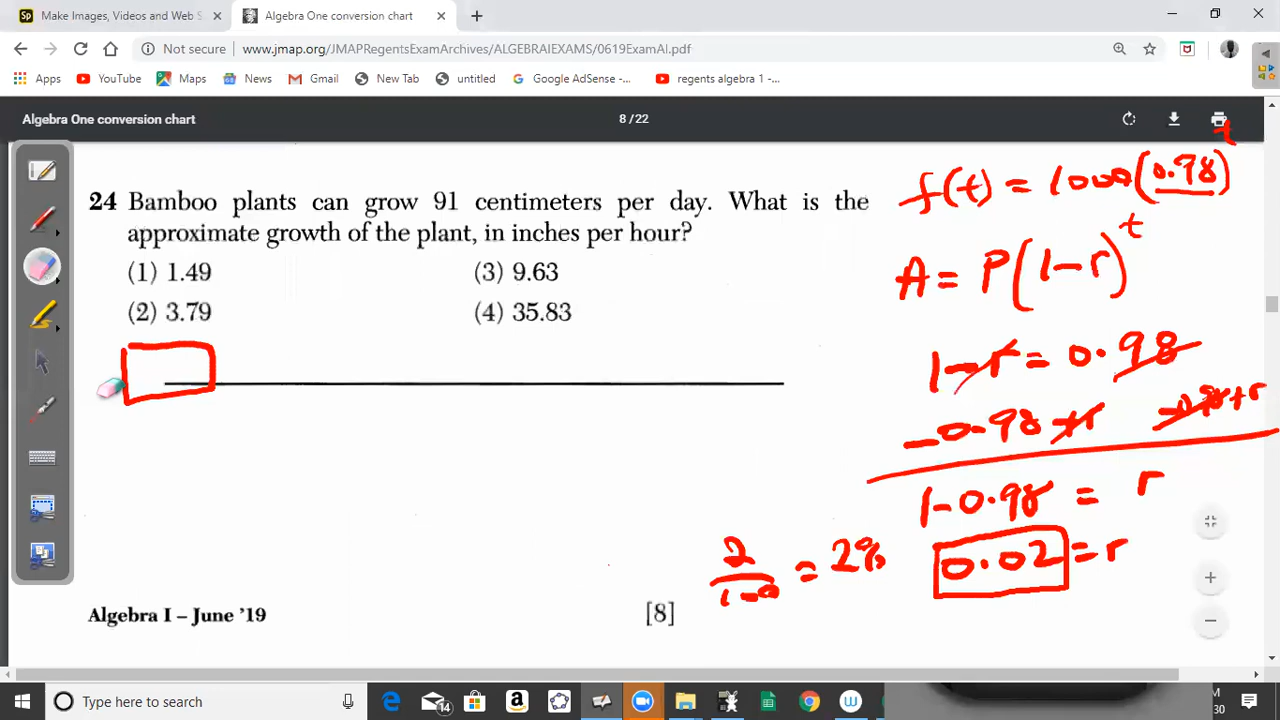 Make Images, Videos and Web S
Algebra One conversion chart
Not secure
www.jmap.org/JMAPRegentsExamArchives/ALGEBRAIEXAMS/0619ExamAI.pdf
Apps
YouTube
Maps
News
Gmail
New Tab
untitled
Google AdSense -...
regents algebra 1 -...
Algebra One conversion chart
8 / 22
24 Bamboo plants can grow 91 centimeters per day. What is the
approximate growth of the plant, in inches per hour?
(1) 1.49
(3) 9.63
(2) 3.79
(4) 35.83
f(t) = 1000(0.98)^t
A = P(1-r)^t
1-r = 0.98
-0.98+r -0.98+r
1-0.98 = r
0.02 = r
2/100 = 2%
Algebra I – June ’19
[8]
Type here to search
14